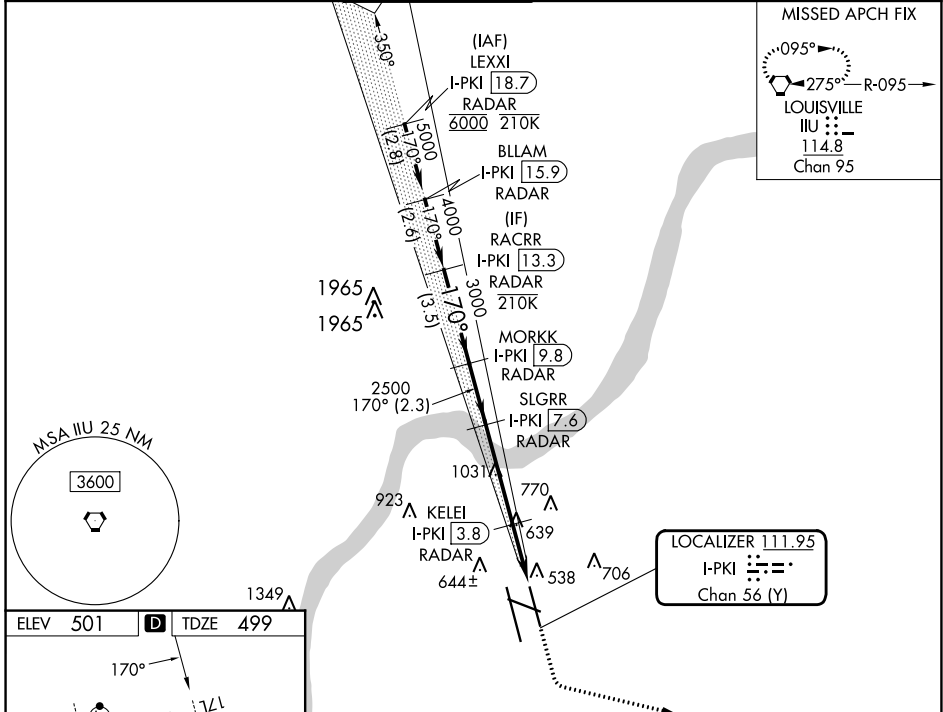 MISSED APCH FIX
095°
275°
R-095
LOUISVILLE
IIU
114.8
Chan 95
350°
(IAF)
LEXXI
I-PKI 18.7
RADAR
6000 210K
5000
170°
(2.8)
BLLAM
I-PKI 15.9
RADAR
4000
170°
(2.6)
(IF)
RACRR
I-PKI 13.3
RADAR
210K
3000
170°
(3.5)
1965
1965
MORKK
I-PKI 9.8
RADAR
2500
170° (2.3)
SLGRR
I-PKI 7.6
RADAR
MSA IIU 25 NM
3600
1031
770
923
KELEI
I-PKI 3.8
RADAR
639
644±
538
706
LOCALIZER 111.95
I-PKI
Chan 56 (Y)
1349
ELEV 501 D TDZE 499
170°
17L